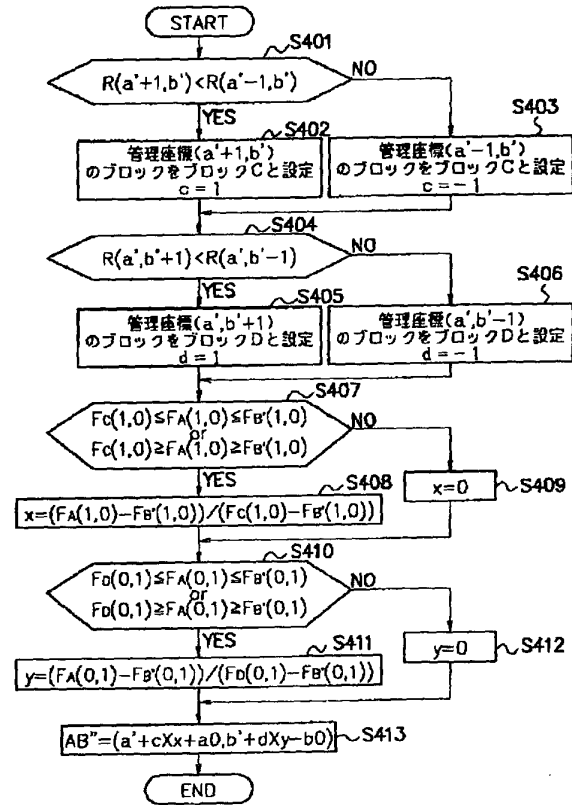 START
S401
R(a'+1,b')<R(a'-1,b')
NO
YES
S402
S403
管理座標(a'+1,b')
のブロックをブロックCと設定
c=1
管理座標(a'-1,b')
のブロックをブロックCと設定
c=-1
S404
R(a',b'+1)<R(a',b'-1)
NO
YES
S405
S406
管理座標(a',b'+1)
のブロックをブロックDと設定
d=1
管理座標(a',b'-1)
のブロックをブロックDと設定
d=-1
S407
FC(1,0)≦FA(1,0)≦FB'(1,0)
or
FC(1,0)≧FA(1,0)≧FB'(1,0)
NO
YES
S408
x=(FA(1,0)-FB'(1,0))/(FC(1,0)-FB'(1,0))
x=0
S409
S410
FD(0,1)≦FA(0,1)≦FB'(0,1)
or
FD(0,1)≧FA(0,1)≧FB'(0,1)
NO
YES
S411
y=(FA(0,1)-FB'(0,1))/(FD(0,1)-FB'(0,1))
y=0
S412
AB"=(a'+cXx+a0,b'+dXy-b0)
S413
END